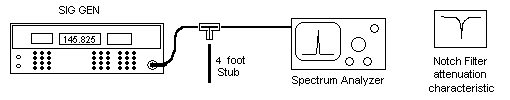 SIG GEN
145.825
4 foot
Stub
Spectrum Analyzer
Notch Filter
attenuation
characteristic